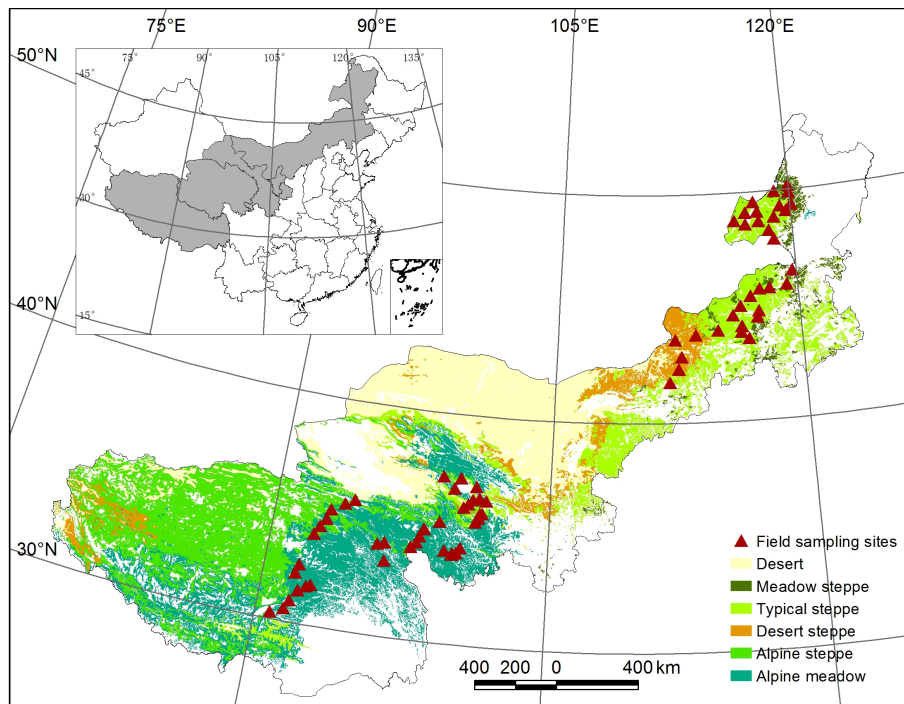 75°E 90°E 105°E 120°E
50°N
75° 90° 105° 120° 135°
45°
30°
15°
40°N
30°N
Field sampling sites
Desert
Meadow steppe
Typical steppe
Desert steppe
Alpine steppe
Alpine meadow
400 200 0 400 km